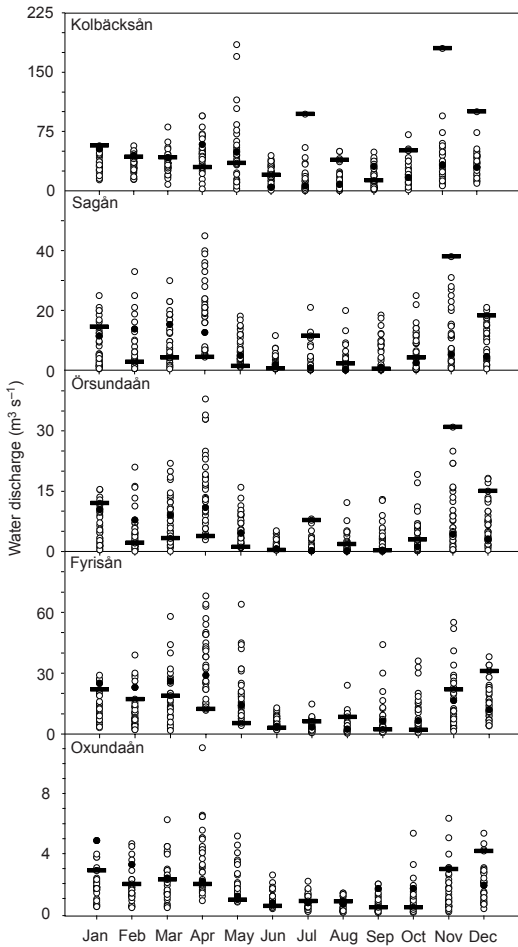 225
Kolbäcksån
150
75
0
Sagån
40
20
0
Örsundaån
30
15
0
Fyrisån
60
30
0
Oxundaån
8
4
0
Water discharge (m³ s⁻¹)
Jan Feb Mar Apr May Jun Jul Aug Sep Oct Nov Dec